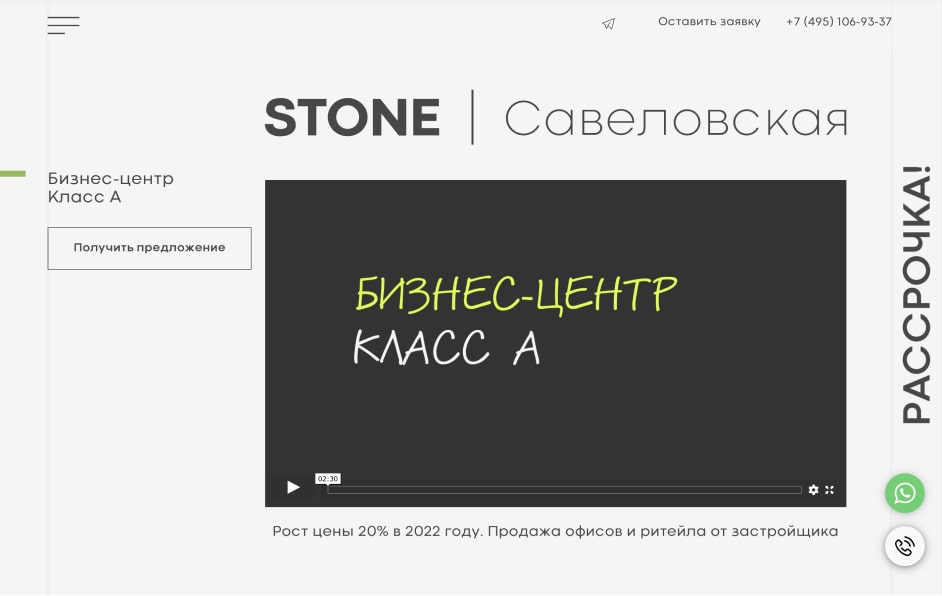 Оставить заявку +7 (495) 106-93-37
STONE | Савеловская
Бизнес-центр
Класс А
Получить предложение
БИЗНЕС-ЦЕНТР
КЛАСС А
02:30
Рост цены 20% в 2022 году. Продажа офисов и ритейла от застройщика
РАССРОЧКА!